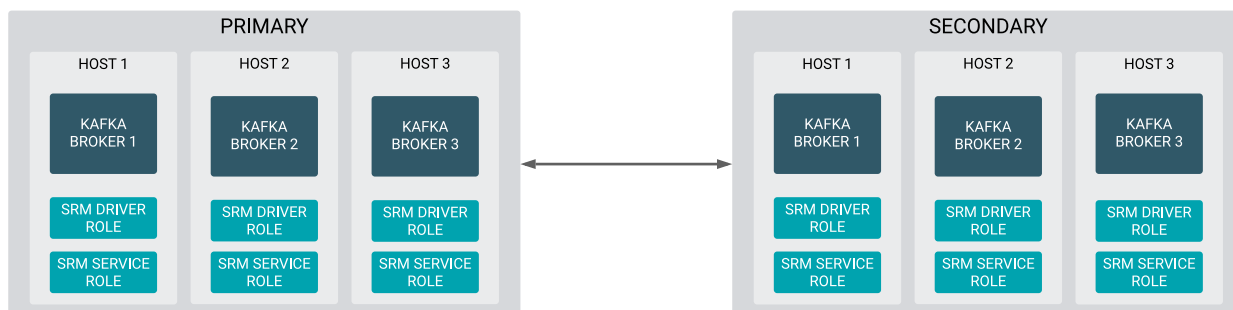 PRIMARY
HOST 1
KAFKA
BROKER 1
SRM DRIVER
ROLE
SRM SERVICE
ROLE
HOST 2
KAFKA
BROKER 2
SRM DRIVER
ROLE
SRM SERVICE
ROLE
HOST 3
KAFKA
BROKER 3
SRM DRIVER
ROLE
SRM SERVICE
ROLE
SECONDARY
HOST 1
KAFKA
BROKER 1
SRM DRIVER
ROLE
SRM SERVICE
ROLE
HOST 2
KAFKA
BROKER 2
SRM DRIVER
ROLE
SRM SERVICE
ROLE
HOST 3
KAFKA
BROKER 3
SRM DRIVER
ROLE
SRM SERVICE
ROLE